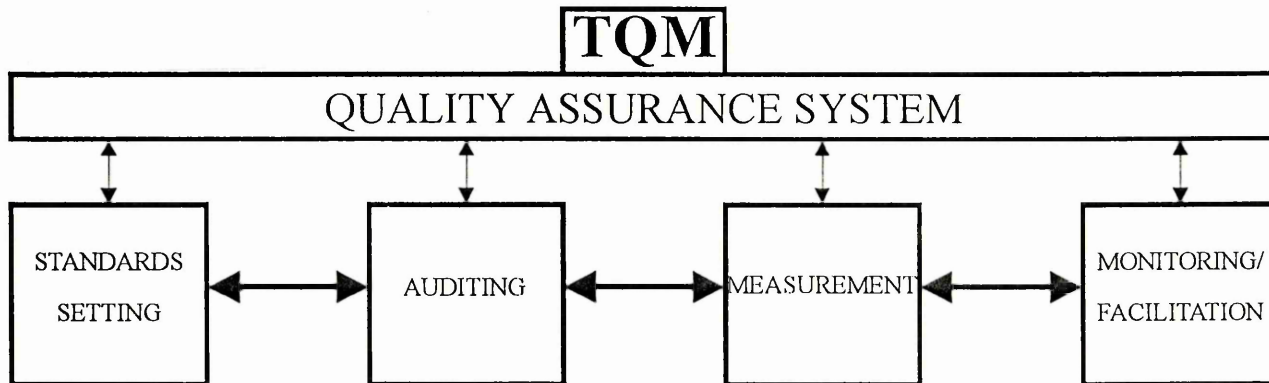 TQM
QUALITY ASSURANCE SYSTEM
STANDARDS
SETTING
AUDITING
MEASUREMENT
MONITORING/
FACILITATION